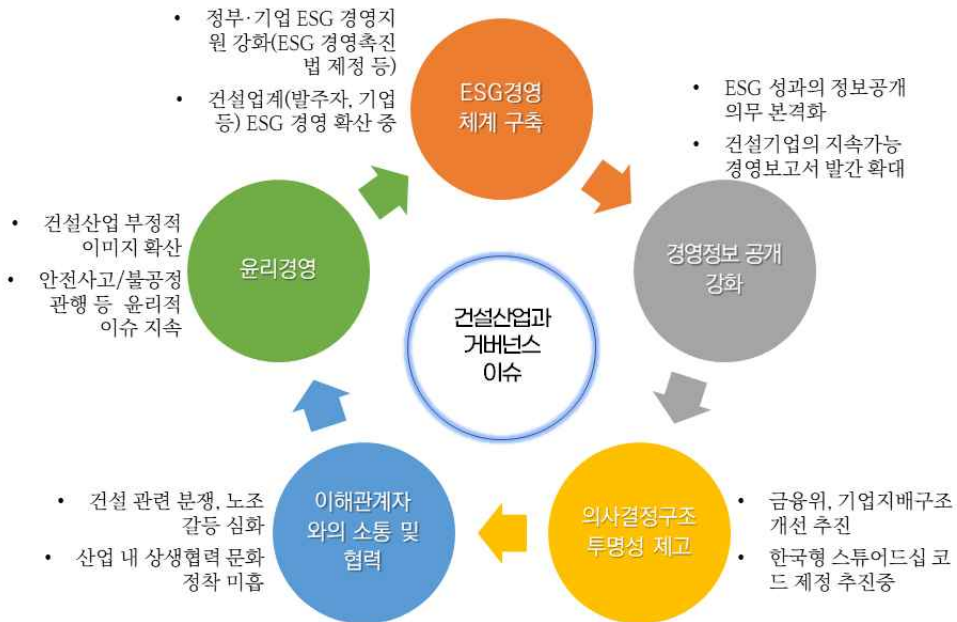 • 정부·기업 ESG 경영지
원 강화(ESG 경영촉진
법 제정 등)
• 건설업계(발주자, 기업
등) ESG 경영 확산 중
ESG경영
체계 구축
• ESG 성과의 정보공개
의무 본격화
• 건설기업의 지속가능
경영보고서 발간 확대
경영정보 공개
강화
• 건설산업 부정적
이미지 확산
• 안전사고/불공정
관행 등 윤리적
이슈 지속
윤리경영
건설산업과
거버넌스
이슈
• 건설 관련 분쟁, 노조
갈등 심화
• 산업 내 상생협력 문화
정착 미흡
이해관계자
와의 소통 및
협력
의사결정구조
투명성 제고
• 금융위, 기업지배구조
개선 추진
• 한국형 스튜어드십 코
드 제정 추진중